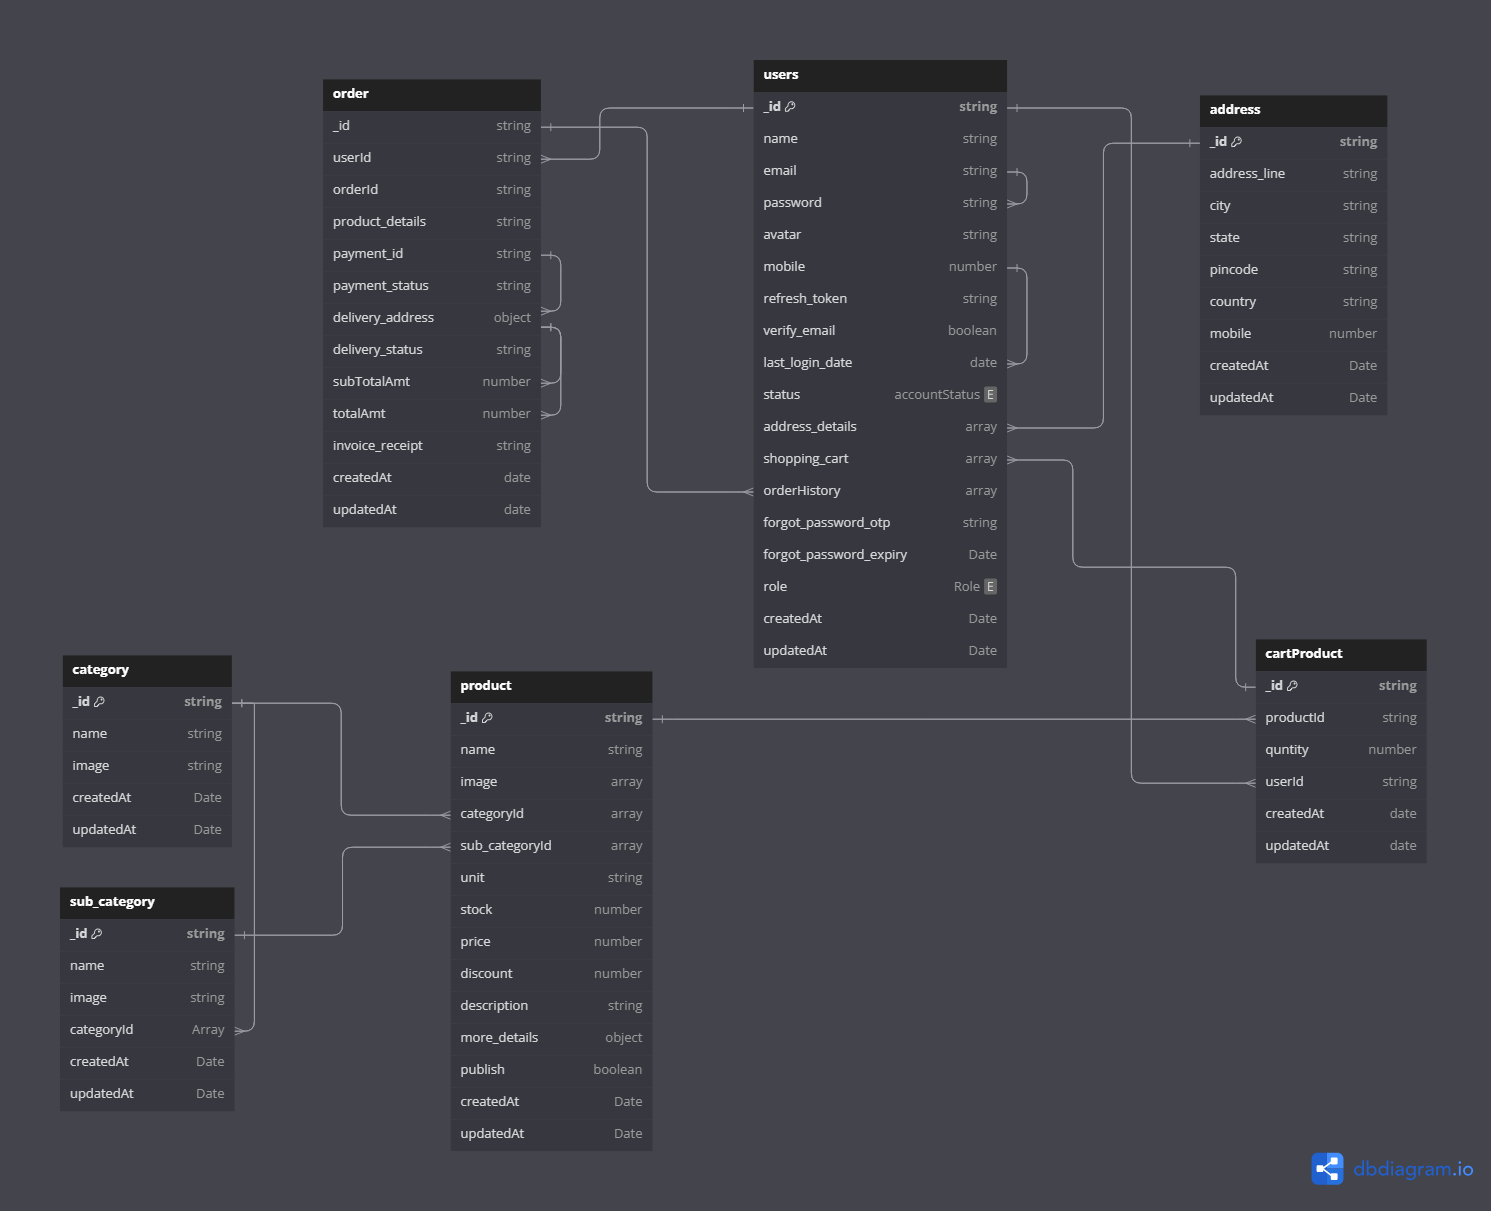 order
_id string
userId string
orderId string
product_details string
payment_id string
payment_status string
delivery_address object
delivery_status string
subTotalAmt number
totalAmt number
invoice_receipt string
createdAt date
updatedAt date
users
_id string
name string
email string
password string
avatar string
mobile number
refresh_token string
verify_email boolean
last_login_date date
status accountStatus E
address_details array
shopping_cart array
orderHistory array
forgot_password_otp string
forgot_password_expiry Date
role Role E
createdAt Date
updatedAt Date
address
_id string
address_line string
city string
state string
pincode string
country string
mobile number
createdAt Date
updatedAt Date
category
_id string
name string
image string
createdAt Date
updatedAt Date
sub_category
_id string
name string
image string
categoryId Array
createdAt Date
updatedAt Date
product
_id string
name string
image array
categoryId array
sub_categoryId array
unit string
stock number
price number
discount number
description string
more_details object
publish boolean
createdAt Date
updatedAt Date
cartProduct
_id string
productId string
quntity number
userId string
createdAt date
updatedAt date
dbdiagram.io